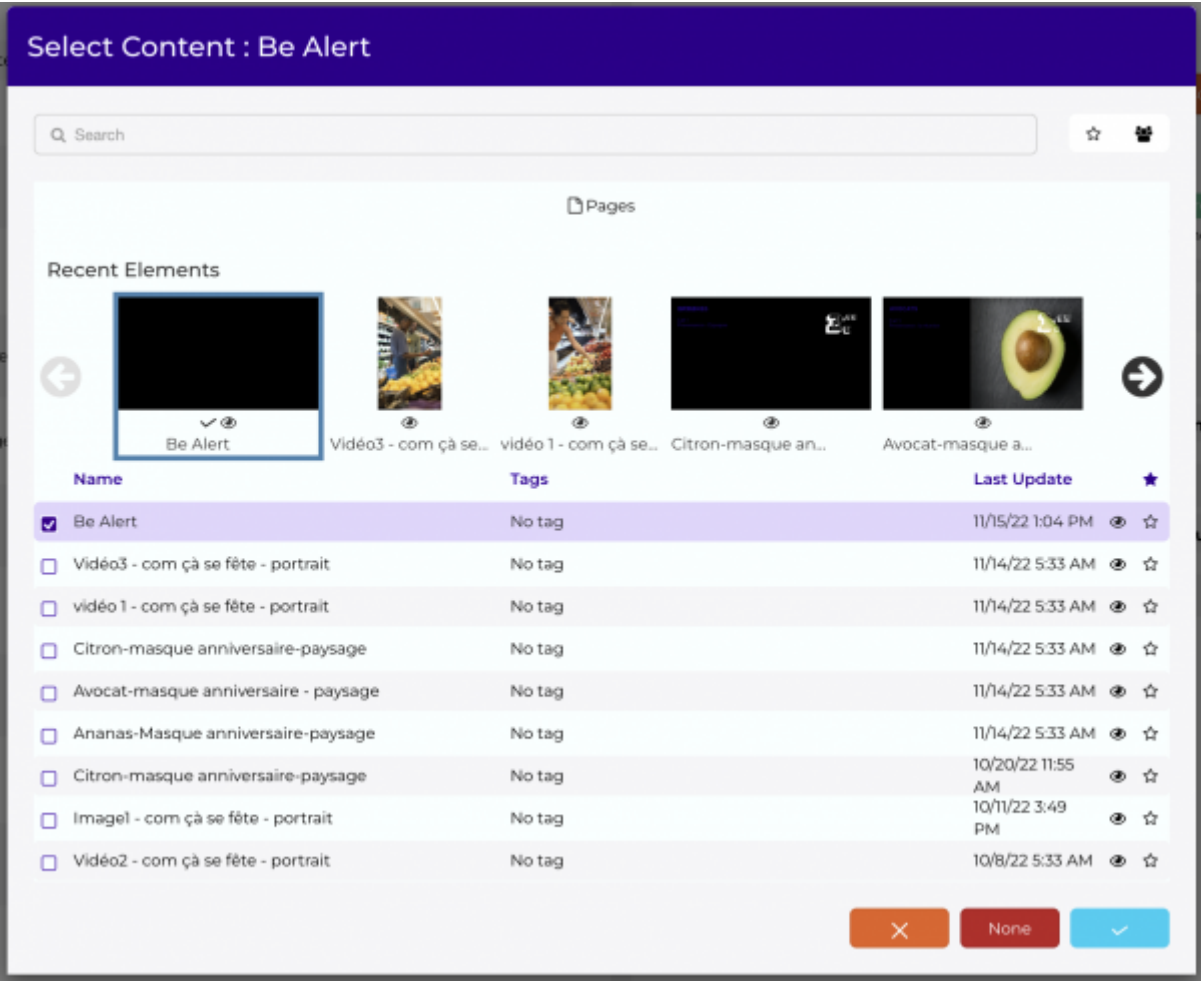 Select Content : Be Alert
Search
Pages
Recent Elements
Be Alert
Vidéo3 - com çà se...
vidéo 1 - com çà se...
Citron-masque an...
Avocat-masque a...
Name Tags Last Update
Be Alert No tag 11/15/22 1:04 PM
Vidéo3 - com çà se fête - portrait No tag 11/14/22 5:33 AM
vidéo 1 - com çà se fête - portrait No tag 11/14/22 5:33 AM
Citron-masque anniversaire-paysage No tag 11/14/22 5:33 AM
Avocat-masque anniversaire - paysage No tag 11/14/22 5:33 AM
Ananas-Masque anniversaire-paysage No tag 11/14/22 5:33 AM
Citron-masque anniversaire-paysage No tag 10/20/22 11:55
AM
Image1 - com çà se fête - portrait No tag 10/11/22 3:49
PM
Vidéo2 - com çà se fête - portrait No tag 10/8/22 5:33 AM
None